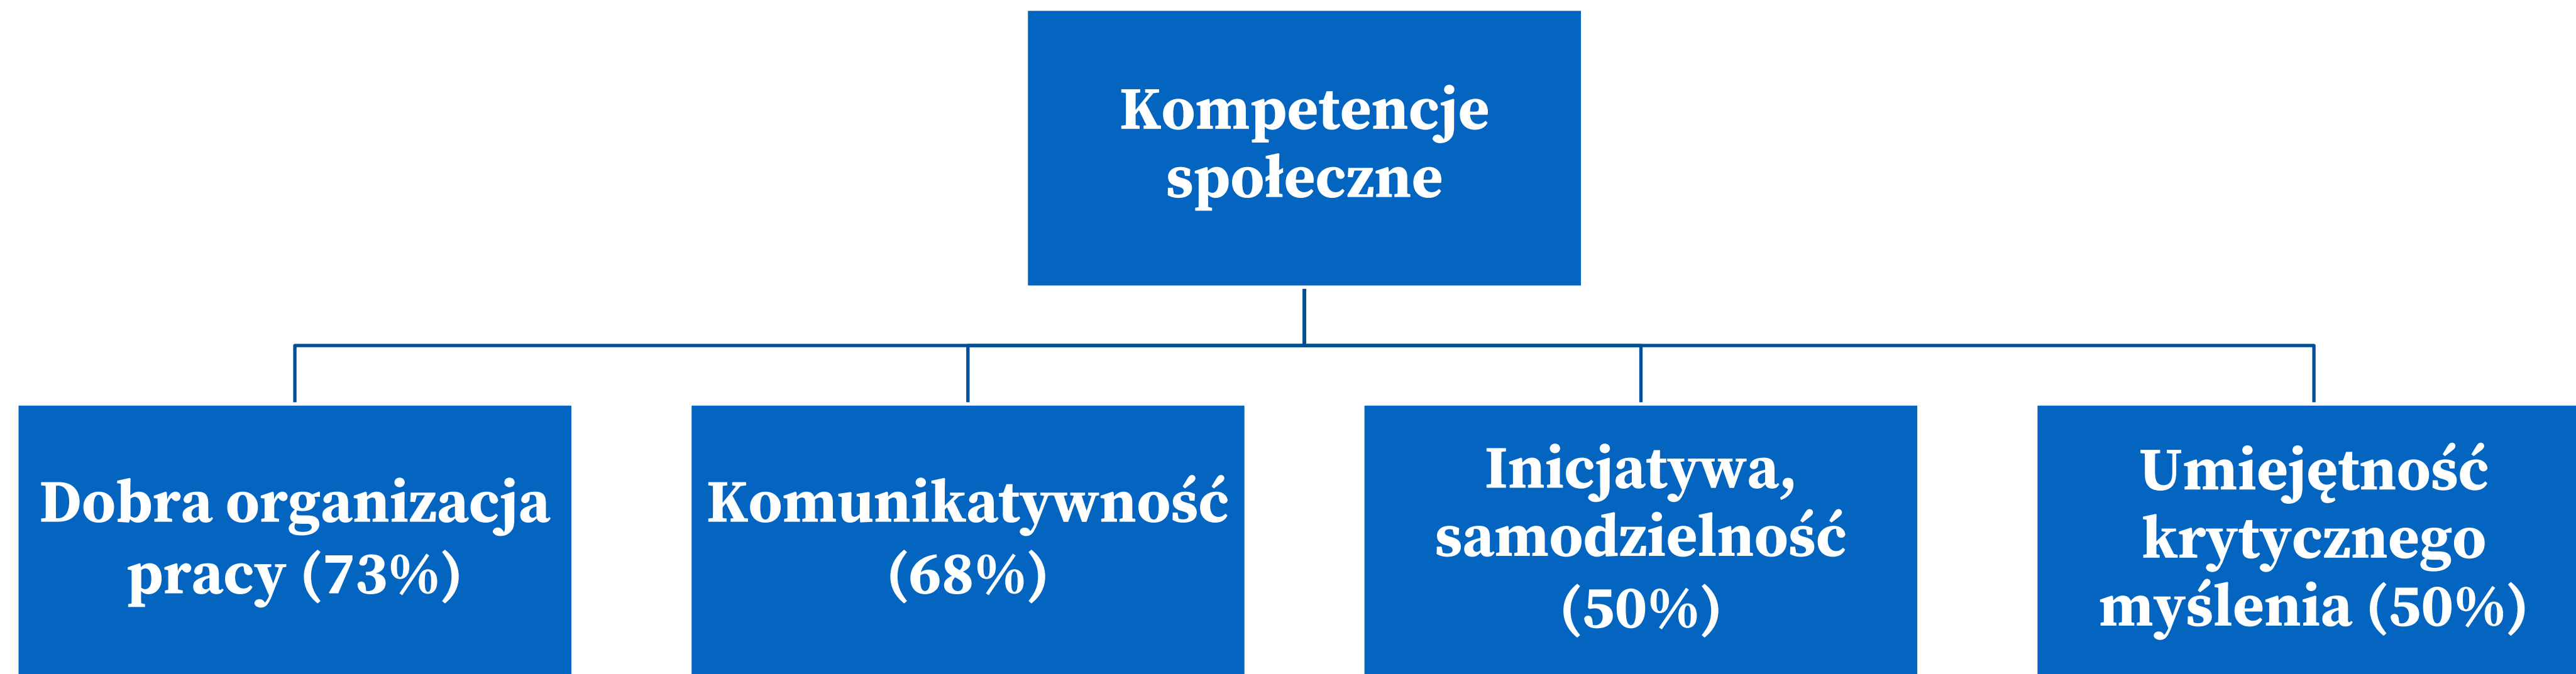 Kompetencje
społeczne
Dobra organizacja
pracy (73%)
Komunikatywność
(68%)
Inicjatywa,
samodzielność
(50%)
Umiejętność
krytycznego
myślenia (50%)